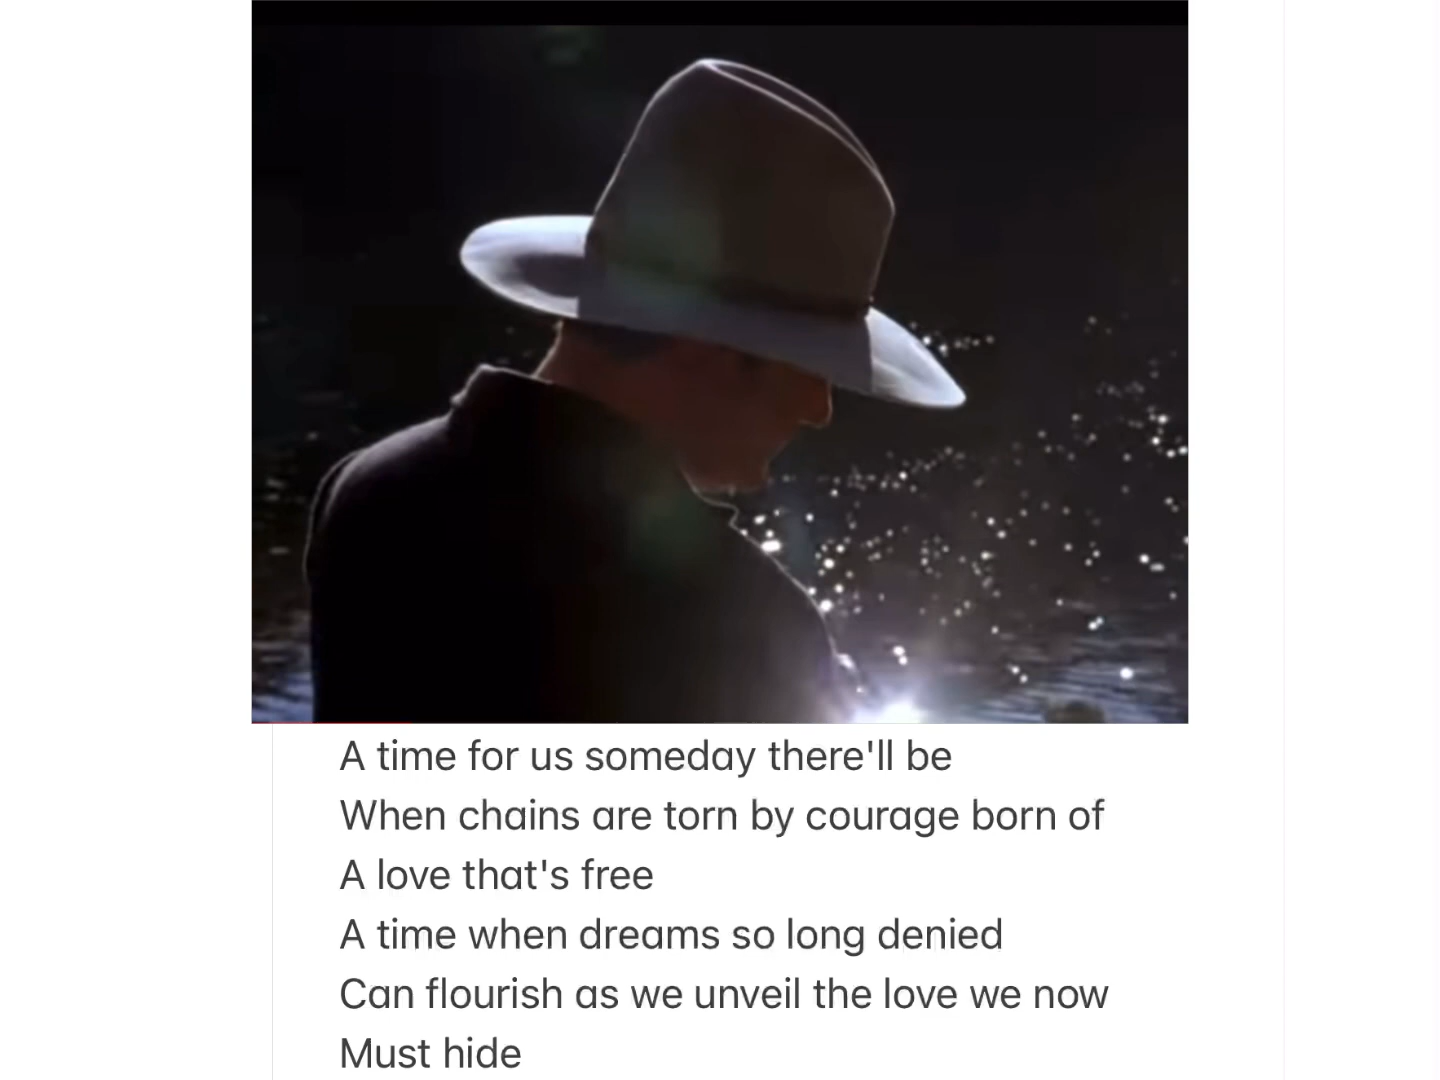 A time for us someday there'll be
When chains are torn by courage born of
A love that's free
A time when dreams so long denied
Can flourish as we unveil the love we now
Must hide